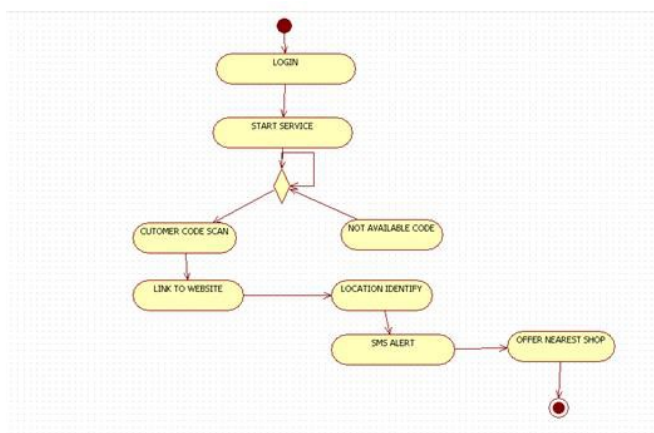 LOGIN
START SERVICE
CUTOMER CODE SCAN
NOT AVAILABLE CODE
LINK TO WEBSITE
LOCATION IDENTIFY
SMS ALERT
OFFER NEAREST SHOP